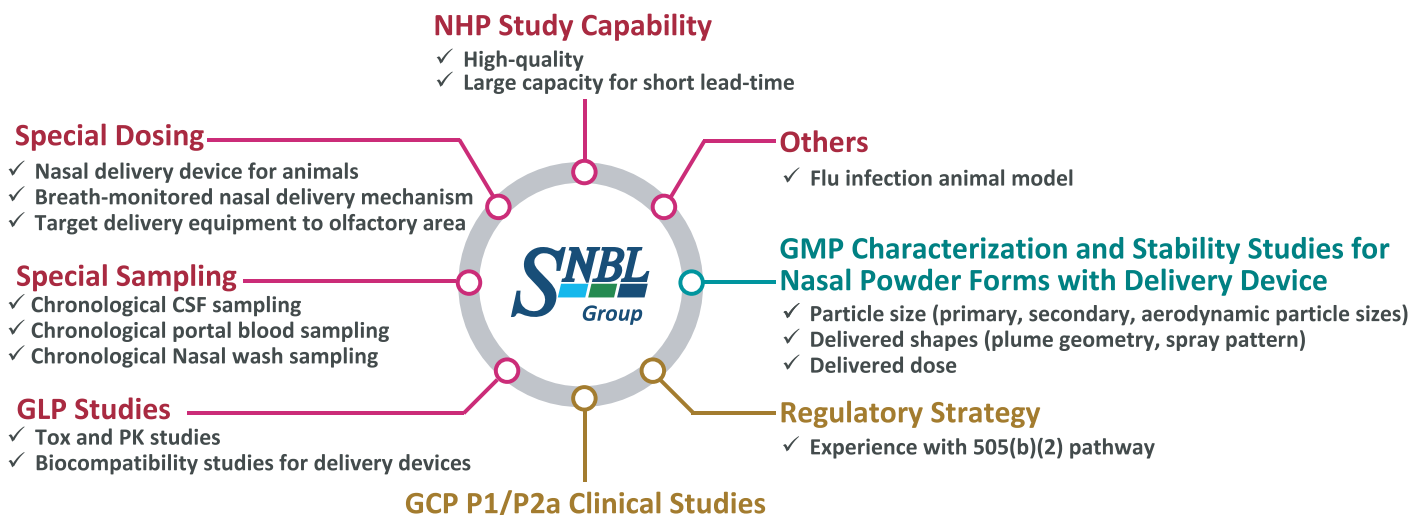 NHP Study Capability
✓ High-quality
✓ Large capacity for short lead-time
Special Dosing
✓ Nasal delivery device for animals
✓ Breath-monitored nasal delivery mechanism
✓ Target delivery equipment to olfactory area
Special Sampling
✓ Chronological CSF sampling
✓ Chronological portal blood sampling
✓ Chronological Nasal wash sampling
GLP Studies
✓ Tox and PK studies
✓ Biocompatibility studies for delivery devices
SNBL
Group
Others
✓ Flu infection animal model
GMP Characterization and Stability Studies for
Nasal Powder Forms with Delivery Device
✓ Particle size (primary, secondary, aerodynamic particle sizes)
✓ Delivered shapes (plume geometry, spray pattern)
✓ Delivered dose
Regulatory Strategy
✓ Experience with 505(b)(2) pathway
GCP P1/P2a Clinical Studies